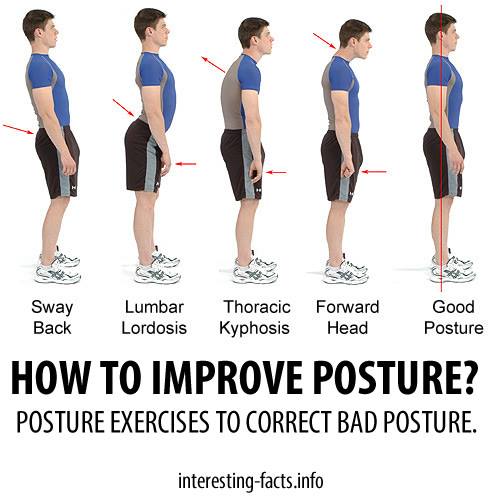 Sway Back
Lumbar Lordosis
Thoracic Kyphosis
Forward Head
Good Posture
HOW TO IMPROVE POSTURE?
POSTURE EXERCISES TO CORRECT BAD POSTURE.
interesting-facts.info